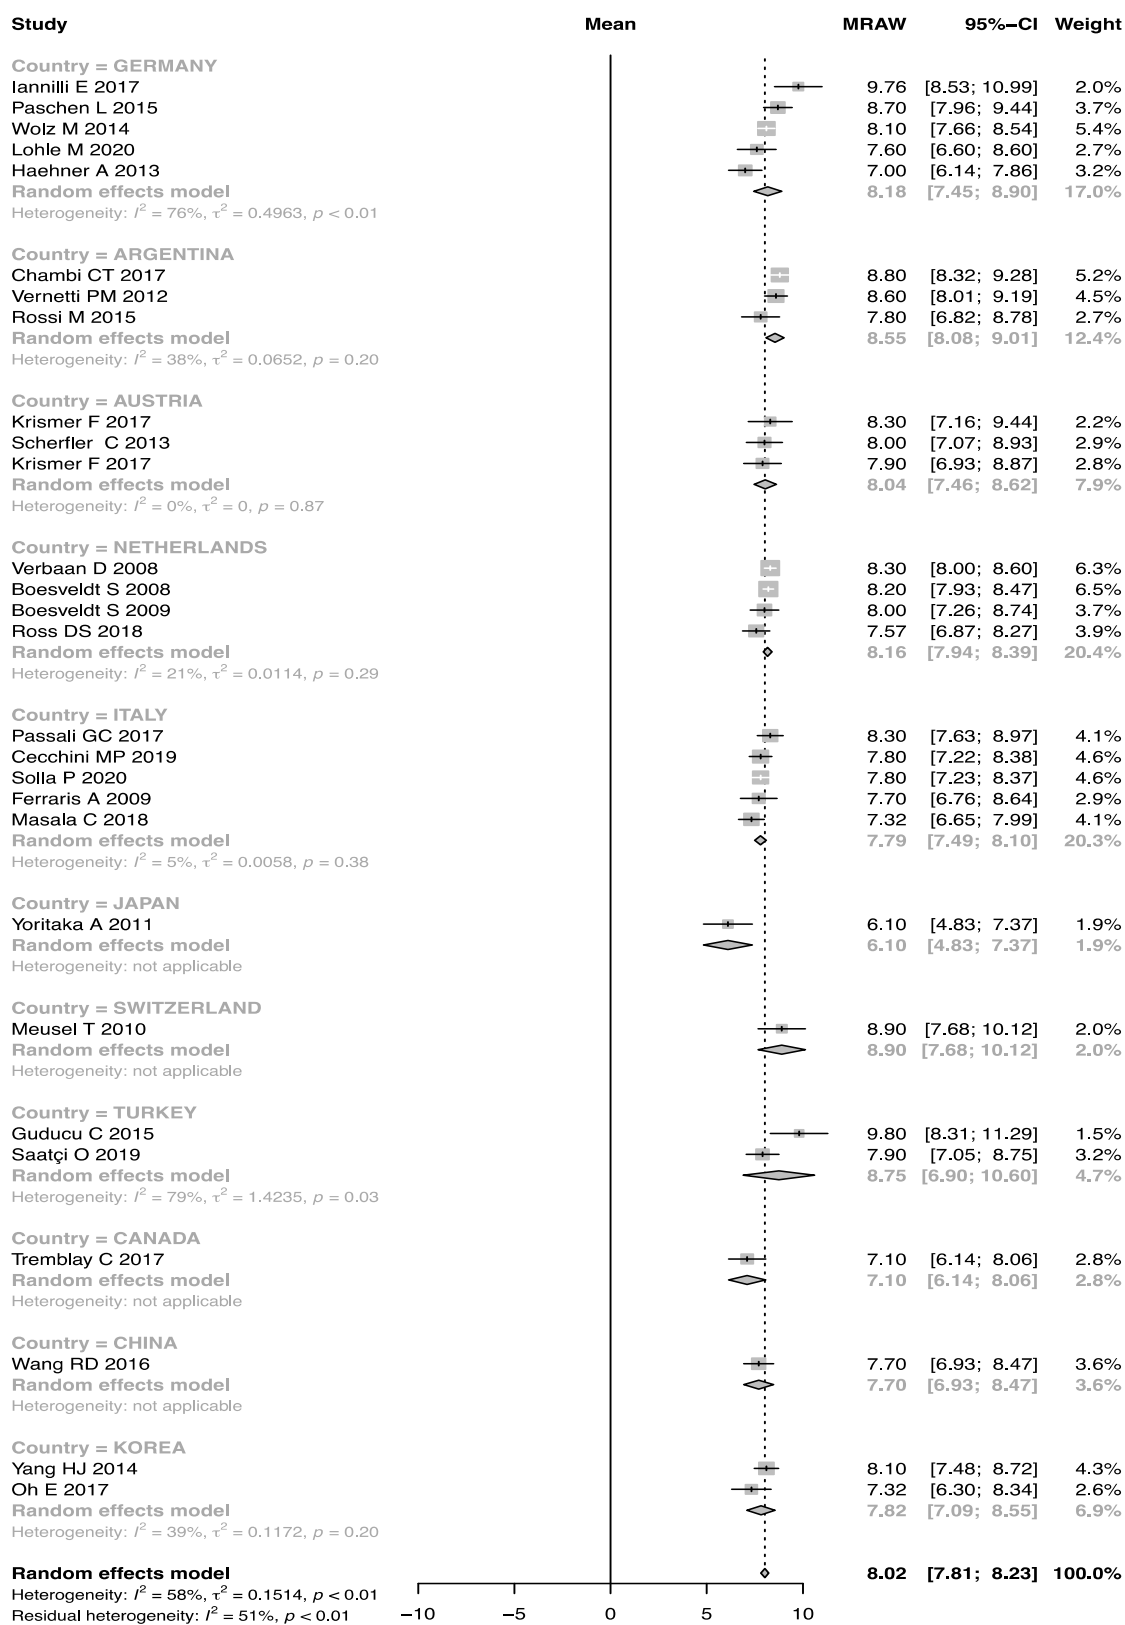 Study Mean MRAW 95%−CI Weight
Country = GERMANY
Iannilli E 2017 9.76 [8.53; 10.99] 2.0%
Paschen L 2015 8.70 [7.96; 9.44] 3.7%
Wolz M 2014 8.10 [7.66; 8.54] 5.4%
Lohle M 2020 7.60 [6.60; 8.60] 2.7%
Haehner A 2013 7.00 [6.14; 7.86] 3.2%
Random effects model 8.18 [7.45; 8.90] 17.0%
Heterogeneity: I² = 76%, τ² = 0.4963, p < 0.01
Country = ARGENTINA
Chambi CT 2017 8.80 [8.32; 9.28] 5.2%
Vernetti PM 2012 8.60 [8.01; 9.19] 4.5%
Rossi M 2015 7.80 [6.82; 8.78] 2.7%
Random effects model 8.55 [8.08; 9.01] 12.4%
Heterogeneity: I² = 38%, τ² = 0.0652, p = 0.20
Country = AUSTRIA
Krismer F 2017 8.30 [7.16; 9.44] 2.2%
Scherfler C 2013 8.00 [7.07; 8.93] 2.9%
Krismer F 2017 7.90 [6.93; 8.87] 2.8%
Random effects model 8.04 [7.46; 8.62] 7.9%
Heterogeneity: I² = 0%, τ² = 0, p = 0.87
Country = NETHERLANDS
Verbaan D 2008 8.30 [8.00; 8.60] 6.3%
Boesveldt S 2008 8.20 [7.93; 8.47] 6.5%
Boesveldt S 2009 8.00 [7.26; 8.74] 3.7%
Ross DS 2018 7.57 [6.87; 8.27] 3.9%
Random effects model 8.16 [7.94; 8.39] 20.4%
Heterogeneity: I² = 21%, τ² = 0.0114, p = 0.29
Country = ITALY
Passali GC 2017 8.30 [7.63; 8.97] 4.1%
Cecchini MP 2019 7.80 [7.22; 8.38] 4.6%
Solla P 2020 7.80 [7.23; 8.37] 4.6%
Ferraris A 2009 7.70 [6.76; 8.64] 2.9%
Masala C 2018 7.32 [6.65; 7.99] 4.1%
Random effects model 7.79 [7.49; 8.10] 20.3%
Heterogeneity: I² = 5%, τ² = 0.0058, p = 0.38
Country = JAPAN
Yoritaka A 2011 6.10 [4.83; 7.37] 1.9%
Random effects model 6.10 [4.83; 7.37] 1.9%
Heterogeneity: not applicable
Country = SWITZERLAND
Meusel T 2010 8.90 [7.68; 10.12] 2.0%
Random effects model 8.90 [7.68; 10.12] 2.0%
Heterogeneity: not applicable
Country = TURKEY
Guducu C 2015 9.80 [8.31; 11.29] 1.5%
Saatçi O 2019 7.90 [7.05; 8.75] 3.2%
Random effects model 8.75 [6.90; 10.60] 4.7%
Heterogeneity: I² = 79%, τ² = 1.4235, p = 0.03
Country = CANADA
Tremblay C 2017 7.10 [6.14; 8.06] 2.8%
Random effects model 7.10 [6.14; 8.06] 2.8%
Heterogeneity: not applicable
Country = CHINA
Wang RD 2016 7.70 [6.93; 8.47] 3.6%
Random effects model 7.70 [6.93; 8.47] 3.6%
Heterogeneity: not applicable
Country = KOREA
Yang HJ 2014 8.10 [7.48; 8.72] 4.3%
Oh E 2017 7.32 [6.30; 8.34] 2.6%
Random effects model 7.82 [7.09; 8.55] 6.9%
Heterogeneity: I² = 39%, τ² = 0.1172, p = 0.20
Random effects model 8.02 [7.81; 8.23] 100.0%
Heterogeneity: I² = 58%, τ² = 0.1514, p < 0.01
Residual heterogeneity: I² = 51%, p < 0.01
−10 −5 0 5 10